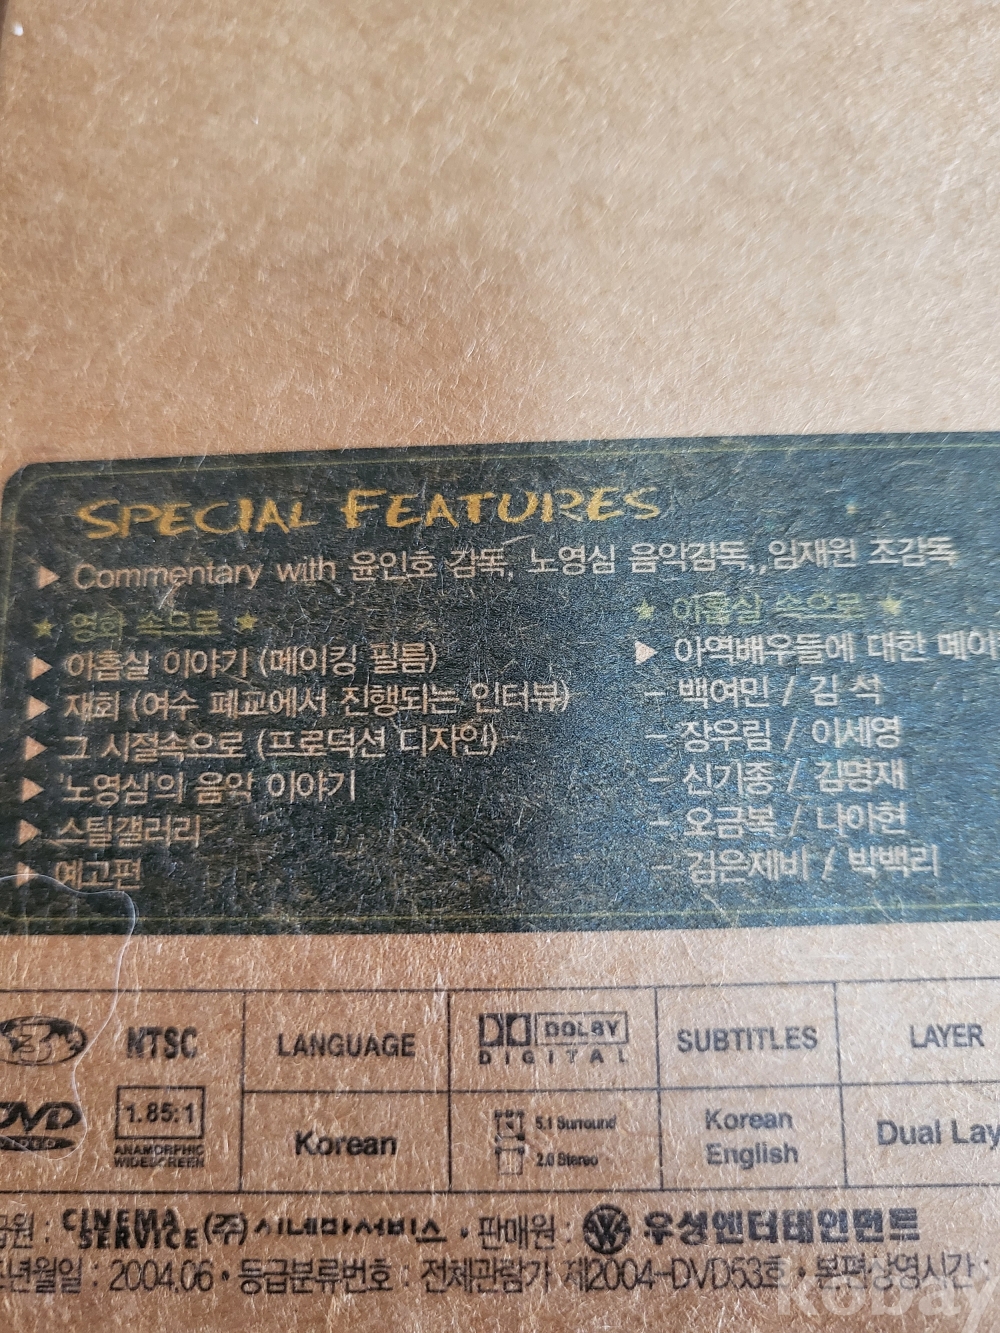 SPECIAL FEATURES
▶ Commentary with 윤인호 감독, 노영심 음악감독,,임재원 조감독
★ 영화 속으로 ★
▶ 아홉살 이야기 (메이킹 필름)
▶ 재회 (여수 폐교에서 진행되는 인터뷰)
▶ 그 시절속으로 (프로덕션 디자인)
▶ '노영심'의 음악 이야기
▶ 스틸갤러리
▶ 예고편
★ 아홉살 속으로 ★
▶ 아역배우들에 대한 메이
- 백여민 / 김 석
- 장우림 / 이세영
- 신기종 / 김명재
- 오금복 / 나아현
- 검은제비 / 박백리
3 NTSC
DVD VIDEO
1.85:1
ANAMORPHIC WIDESCREEN
LANGUAGE
Korean
DOLBY DIGITAL
5.1 Surround
2.0 Stereo
SUBTITLES
Korean
English
LAYER
Dual Lay
급원 : CINEMA SERVICE (주)시네마서비스 · 판매원 : 우성엔터테인먼트
조년월일 : 2004.06 · 등급분류번호 : 전체관람가 제2004-DVD53호 · 본편상영시간 :
kobay